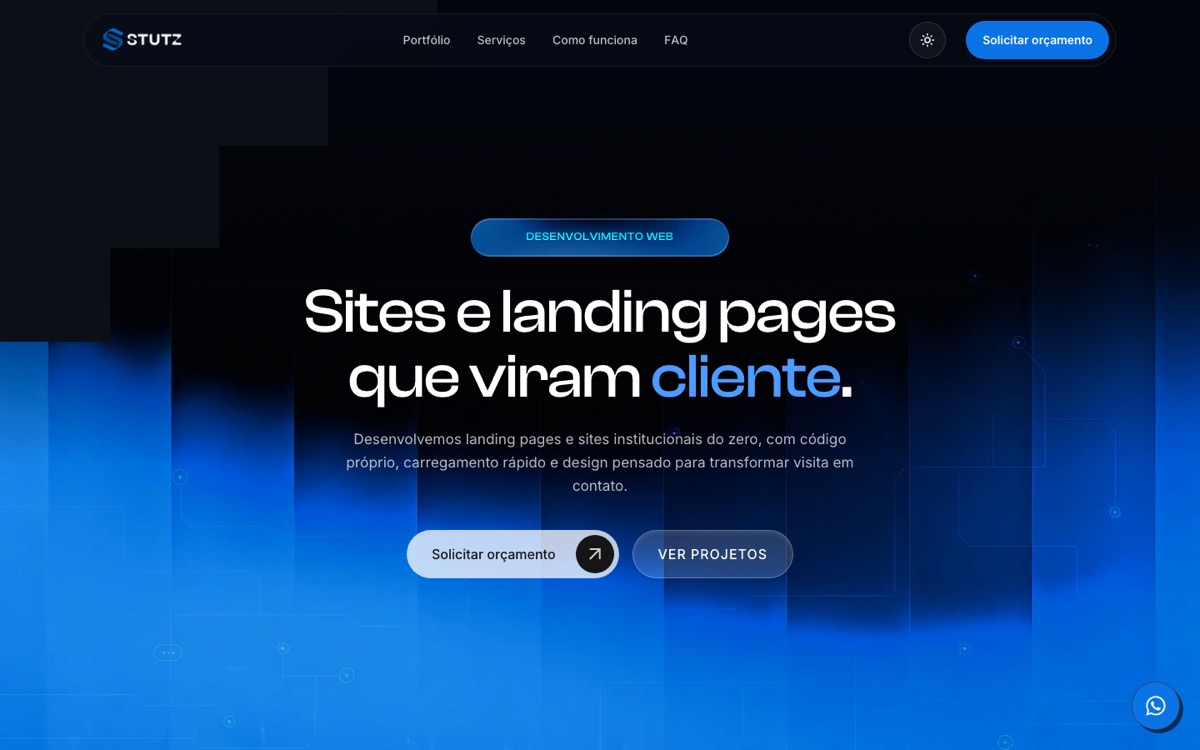 STUTZ
Portfólio
Serviços
Como funciona
FAQ
Solicitar orçamento
DESENVOLVIMENTO WEB
Sites e landing pages
que viram cliente.
Desenvolvemos landing pages e sites institucionais do zero, com código
próprio, carregamento rápido e design pensado para transformar visita em
contato.
Solicitar orçamento
VER PROJETOS